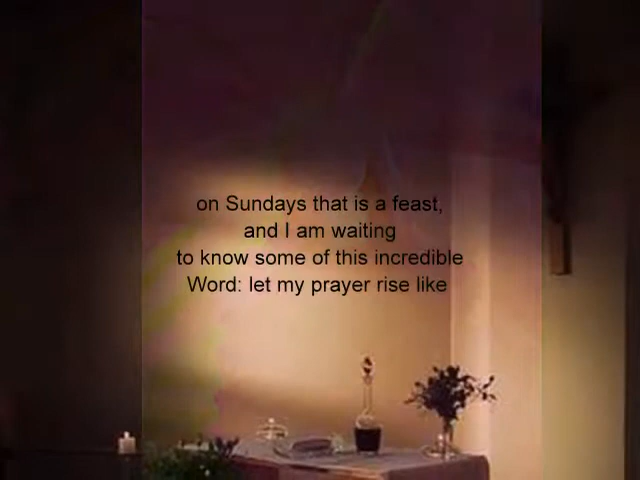 on Sundays that is a feast,
and I am waiting
to know some of this incredible
Word: let my prayer rise like